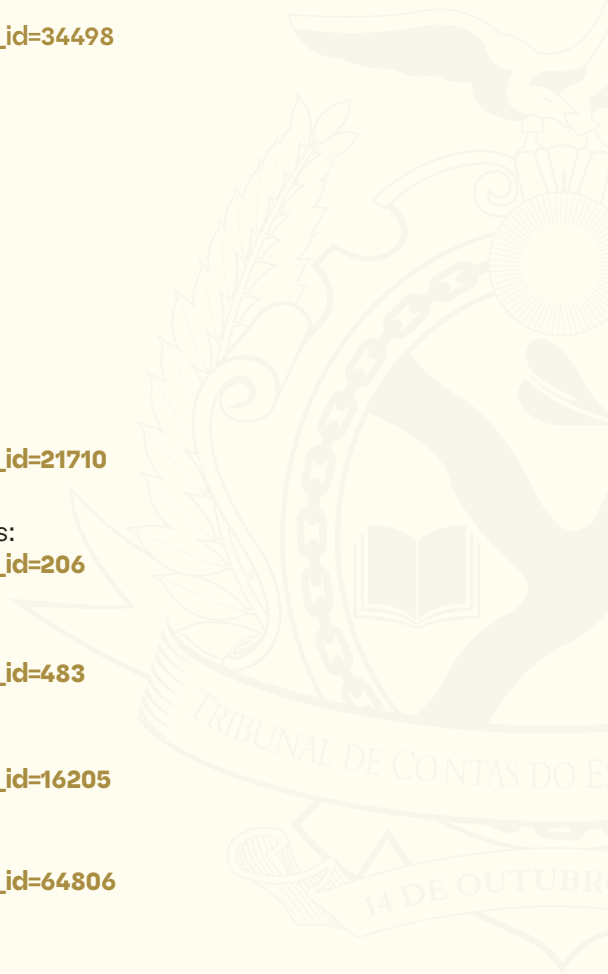 _id=34498
_id=21710
s:
_id=206
_id=483
_id=16205
TRIBUNAL DE CONTAS DO ES
_id=64806
14 DE OUTUBRO